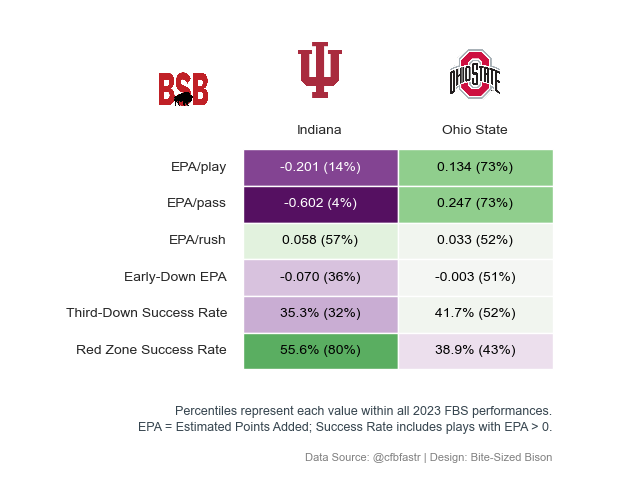 BSB
OHIO STATE
Indiana Ohio State
EPA/play -0.201 (14%) 0.134 (73%)
EPA/pass -0.602 (4%) 0.247 (73%)
EPA/rush 0.058 (57%) 0.033 (52%)
Early-Down EPA -0.070 (36%) -0.003 (51%)
Third-Down Success Rate 35.3% (32%) 41.7% (52%)
Red Zone Success Rate 55.6% (80%) 38.9% (43%)
Percentiles represent each value within all 2023 FBS performances.
EPA = Estimated Points Added; Success Rate includes plays with EPA > 0.
Data Source: @cfbfastr | Design: Bite-Sized Bison